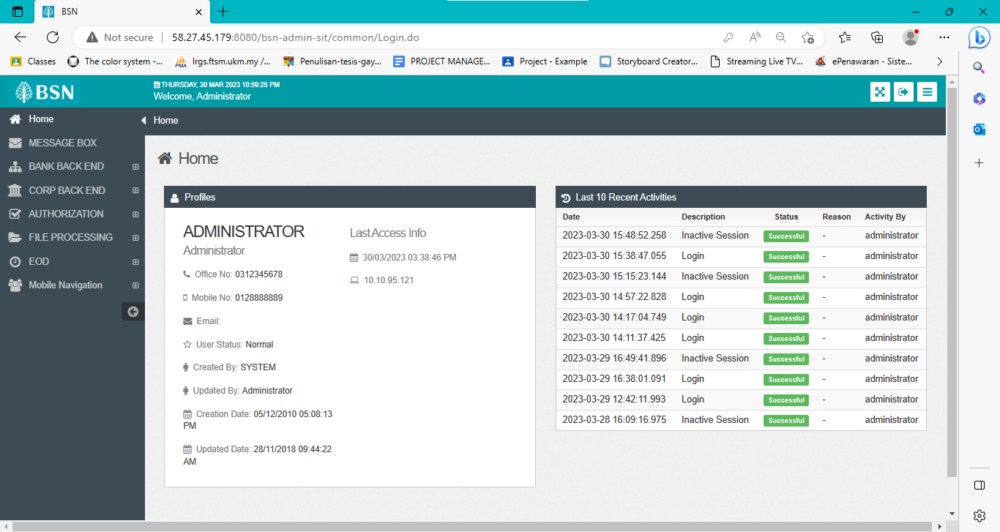 BSN
Not secure | 58.27.45.179:8080/bsn-admin-sit/common/Login.do
Classes The color system -... lrgs.ftsm.ukm.my /... Penulisan-tesis-gay... PROJECT MANAGE... Project - Example Storyboard Creator... Streaming Live TV... ePenawaran - Siste...
BSN
THURSDAY, 30 MAR 2023 10:59:25 PM
Welcome, Administrator
Home
MESSAGE BOX
BANK BACK END
CORP BACK END
AUTHORIZATION
FILE PROCESSING
EOD
Mobile Navigation
Home
Home
Profiles
ADMINISTRATOR
Administrator
Office No: 0312345678
Mobile No: 0128888889
Email:
User Status: Normal
Created By: SYSTEM
Updated By: Administrator
Creation Date: 05/12/2010 05:08:13
PM
Updated Date: 28/11/2018 09:44:22
AM
Last Access Info
30/03/2023 03:38:46 PM
10.10.95.121
Last 10 Recent Activities
Date Description Status Reason Activity By
2023-03-30 15:48:52.258 Inactive Session Successful - administrator
2023-03-30 15:38:47.055 Login Successful - administrator
2023-03-30 15:15:23.144 Inactive Session Successful - administrator
2023-03-30 14:57:22.828 Login Successful - administrator
2023-03-30 14:17:04.749 Login Successful - administrator
2023-03-30 14:11:37.425 Login Successful - administrator
2023-03-29 16:49:41.896 Inactive Session Successful - administrator
2023-03-29 16:38:01.091 Login Successful - administrator
2023-03-29 12:42:11.993 Login Successful - administrator
2023-03-28 16:09:16.975 Inactive Session Successful - administrator